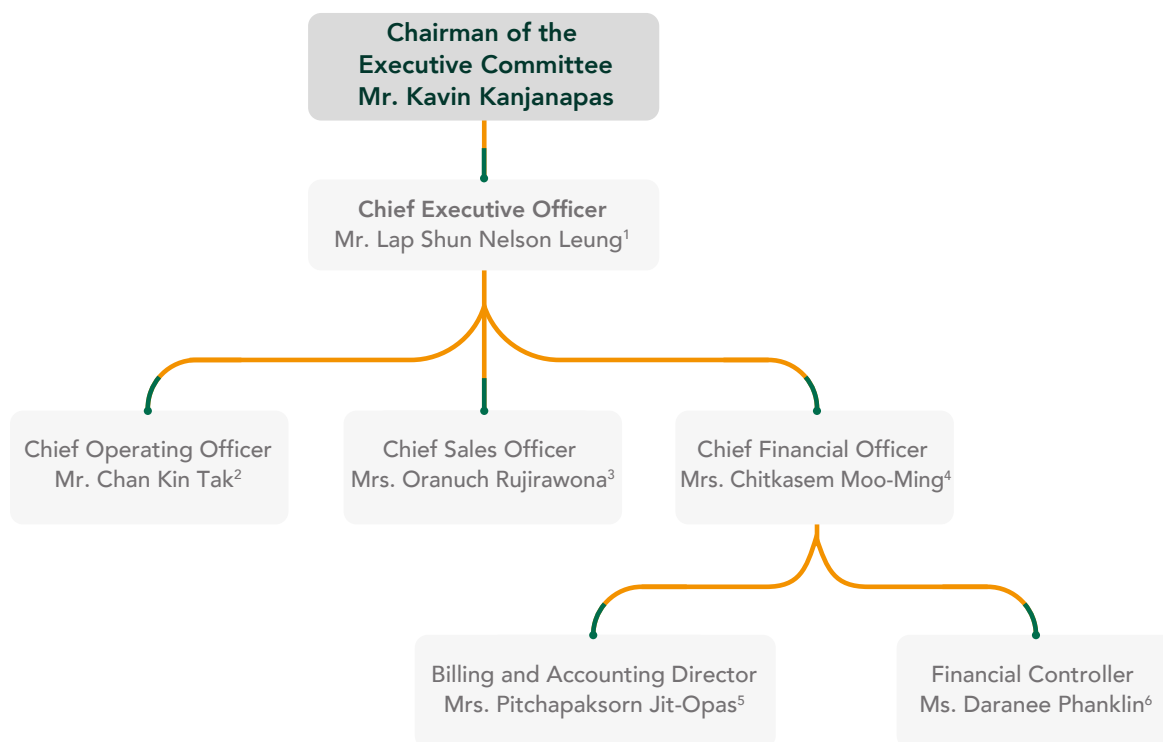 Chairman of the
Executive Committee
Mr. Kavin Kanjanapas
Chief Executive Officer
Mr. Lap Shun Nelson Leung¹
Chief Operating Officer
Mr. Chan Kin Tak²
Chief Sales Officer
Mrs. Oranuch Rujirawona³
Chief Financial Officer
Mrs. Chitkasem Moo-Ming⁴
Billing and Accounting Director
Mrs. Pitchapaksorn Jit-Opas⁵
Financial Controller
Ms. Daranee Phanklin⁶